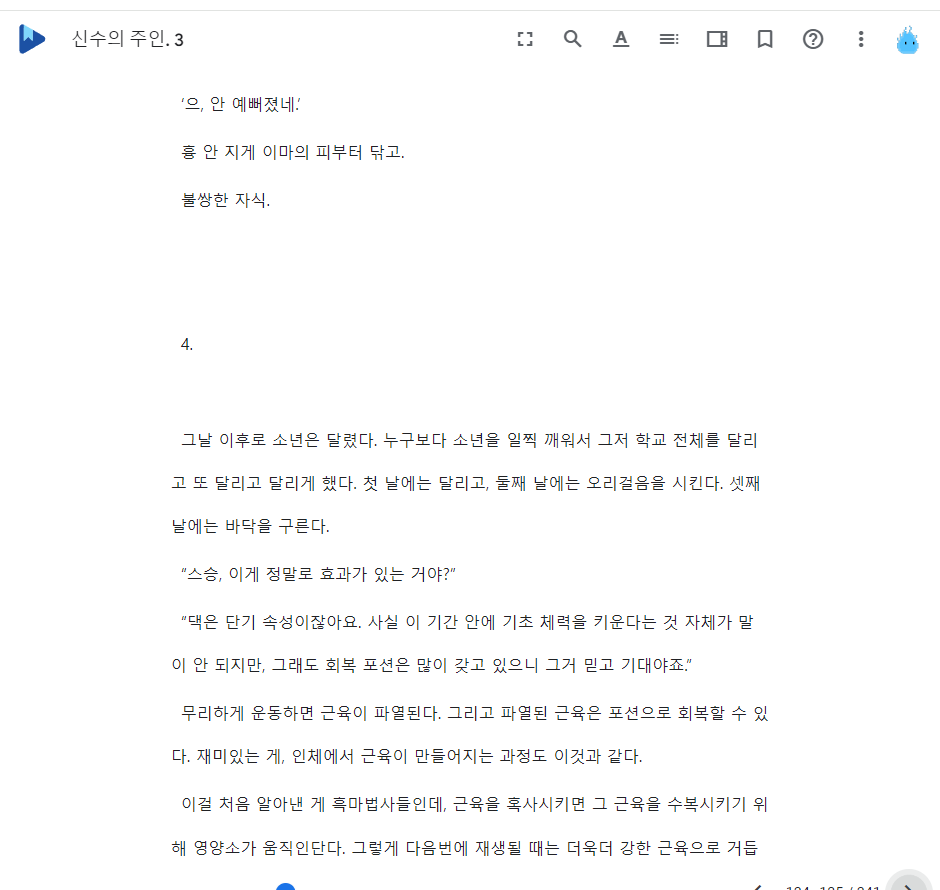 신수의 주인. 3
‘으, 안 예뻐졌네.’
흉 안 지게 이마의 피부터 닦고.
불쌍한 자식.
4.
그날 이후로 소년은 달렸다. 누구보다 소년을 일찍 깨워서 그저 학교 전체를 달리
고 또 달리고 달리게 했다. 첫 날에는 달리고, 둘째 날에는 오리걸음을 시킨다. 셋째
날에는 바닥을 구른다.
“스승, 이게 정말로 효과가 있는 거야?”
“댁은 단기 속성이잖아요. 사실 이 기간 안에 기초 체력을 키운다는 것 자체가 말
이 안 되지만, 그래도 회복 포션은 많이 갖고 있으니 그거 믿고 기대야죠.”
무리하게 운동하면 근육이 파열된다. 그리고 파열된 근육은 포션으로 회복할 수 있
다. 재미있는 게, 인체에서 근육이 만들어지는 과정도 이것과 같다.
이걸 처음 알아낸 게 흑마법사들인데, 근육을 혹사시키면 그 근육을 수복시키기 위
해 영양소가 움직인단다. 그렇게 다음번에 재생될 때는 더욱더 강한 근육으로 거듭